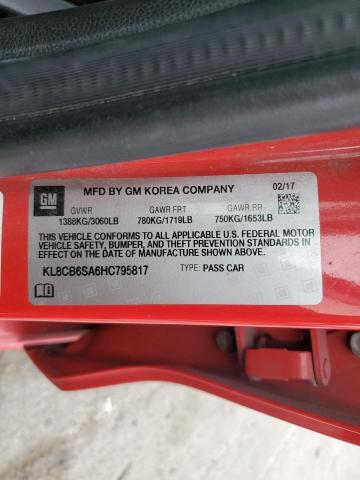 GM
MFD BY GM KOREA COMPANY 02/17
GVWR GAWR FRT GAWR RR
1388KG/3060LB 780KG/1719LB 750KG/1653LB
THIS VEHICLE CONFORMS TO ALL APPLICABLE U.S. FEDERAL MOTOR
VEHICLE SAFETY, BUMPER, AND THEFT PREVENTION STANDARDS
IN EFFECT ON THE DATE OF MANUFACTURE SHOWN ABOVE.
KL8CB6SA6HC795817 TYPE: PASS CAR